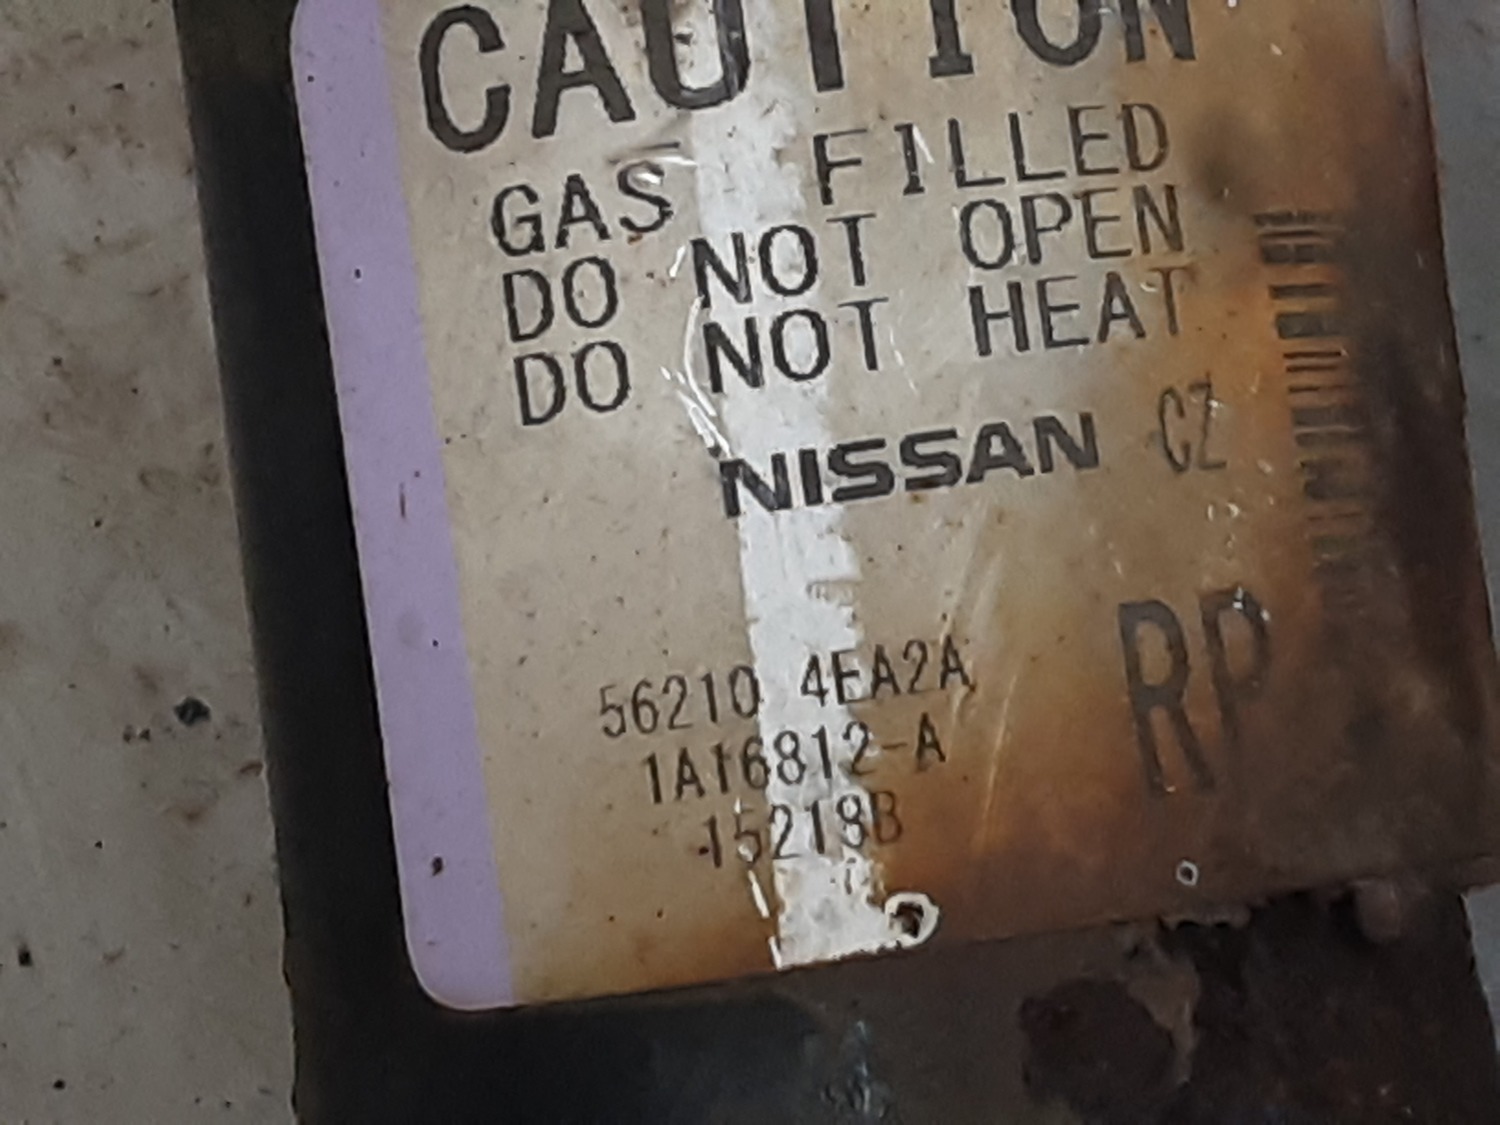 CAUTION
GAS FILLED
DO NOT OPEN
DO NOT HEAT
NISSAN CZ
RP
56210 4EA2A
1A16812-A
15218B